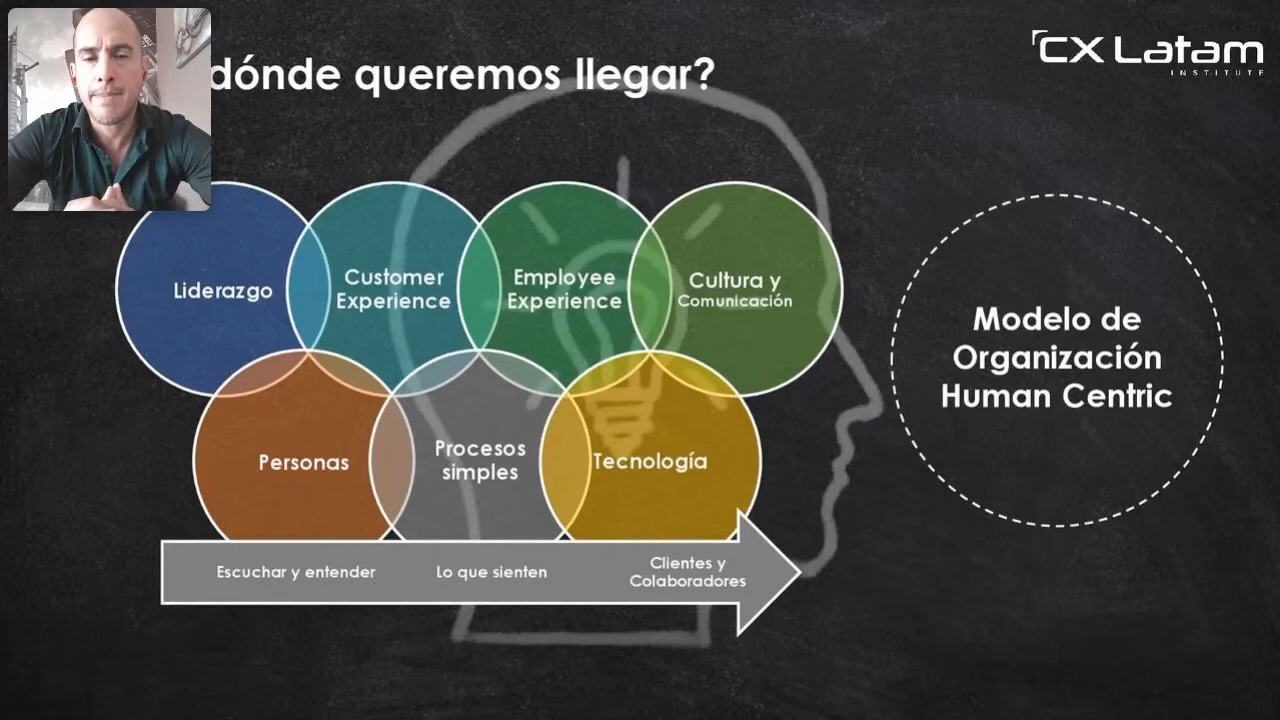 dónde queremos llegar?
CX Latam
INSTITUTE
Liderazgo
Customer
Experience
Employee
Experience
Cultura y
Comunicación
Modelo de
Organización
Human Centric
Personas
Procesos
simples
Tecnología
Escuchar y entender
Lo que sienten
Clientes y
Colaboradores